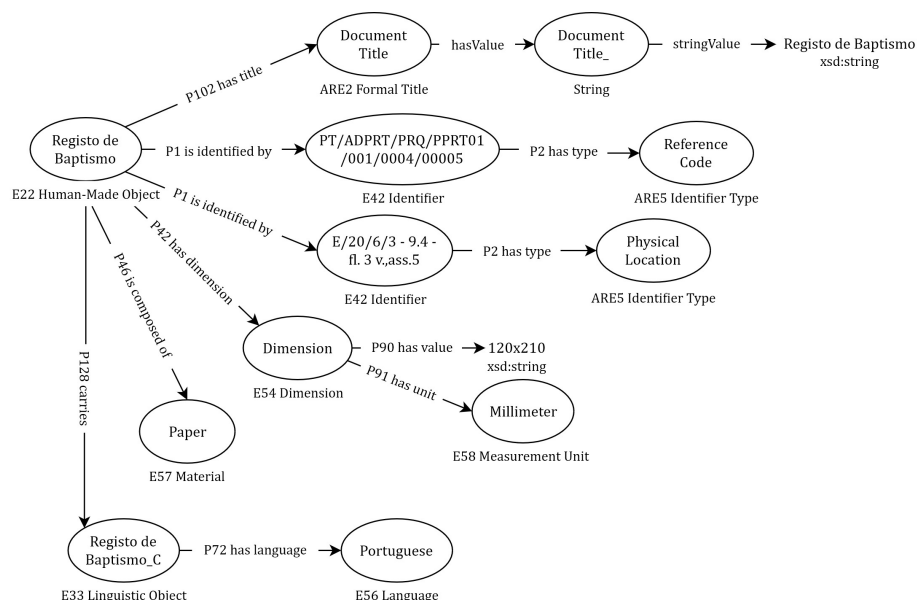 Document
Title
ARE2 Formal Title
hasValue
Document
Title_
String
stringValue
Registo de Baptismo
xsd:string
P102 has title
Registo de
Baptismo
E22 Human-Made Object
P1 is identified by
PT/ADPRT/PRQ/PPRT01
/001/0004/00005
E42 Identifier
P2 has type
Reference
Code
ARE5 Identifier Type
P1 is identified by
E/20/6/3 - 9.4 -
fl. 3 v.,ass.5
E42 Identifier
P2 has type
Physical
Location
ARE5 Identifier Type
P42 has dimension
Dimension
E54 Dimension
P90 has value
120x210
xsd:string
P91 has unit
Millimeter
E58 Measurement Unit
P46 is composed of
Paper
E57 Material
P128 carries
Registo de
Baptismo_C
E33 Linguistic Object
P72 has language
Portuguese
E56 Language